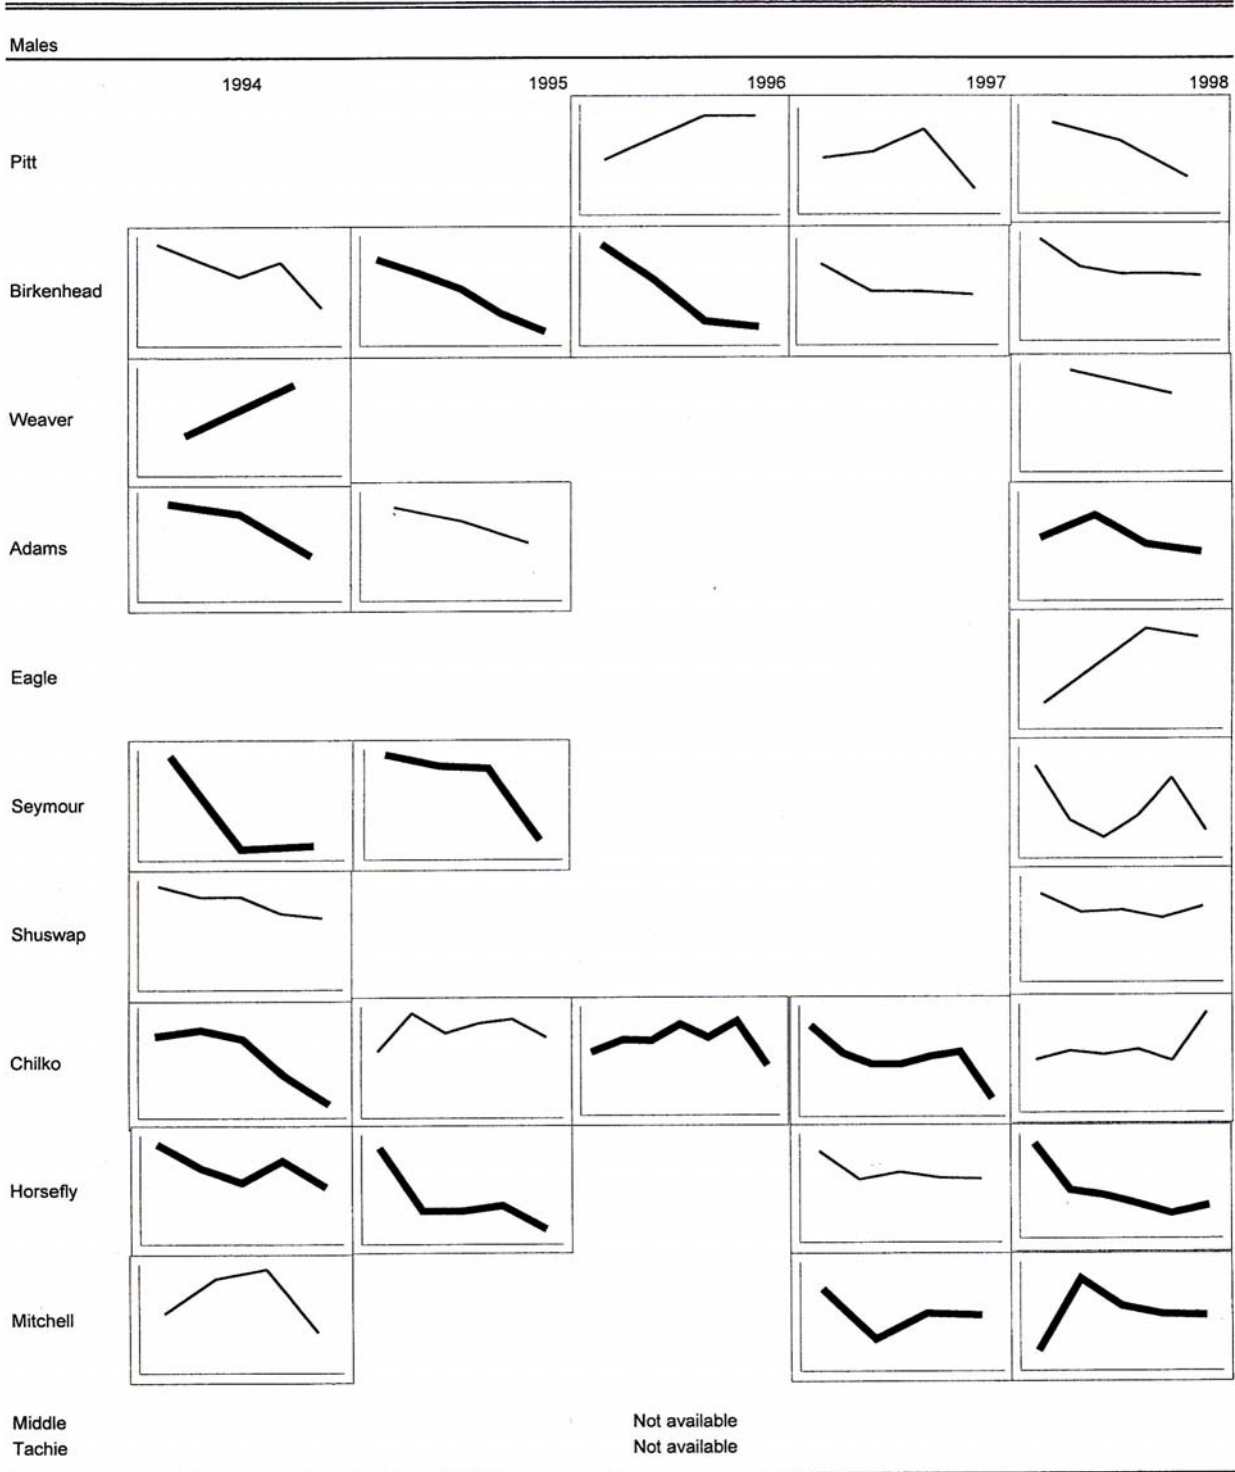 Males
1994 1995 1996 1997 1998
Pitt
Birkenhead
Weaver
Adams
Eagle
Seymour
Shuswap
Chilko
Horsefly
Mitchell
Middle Not available
Tachie Not available